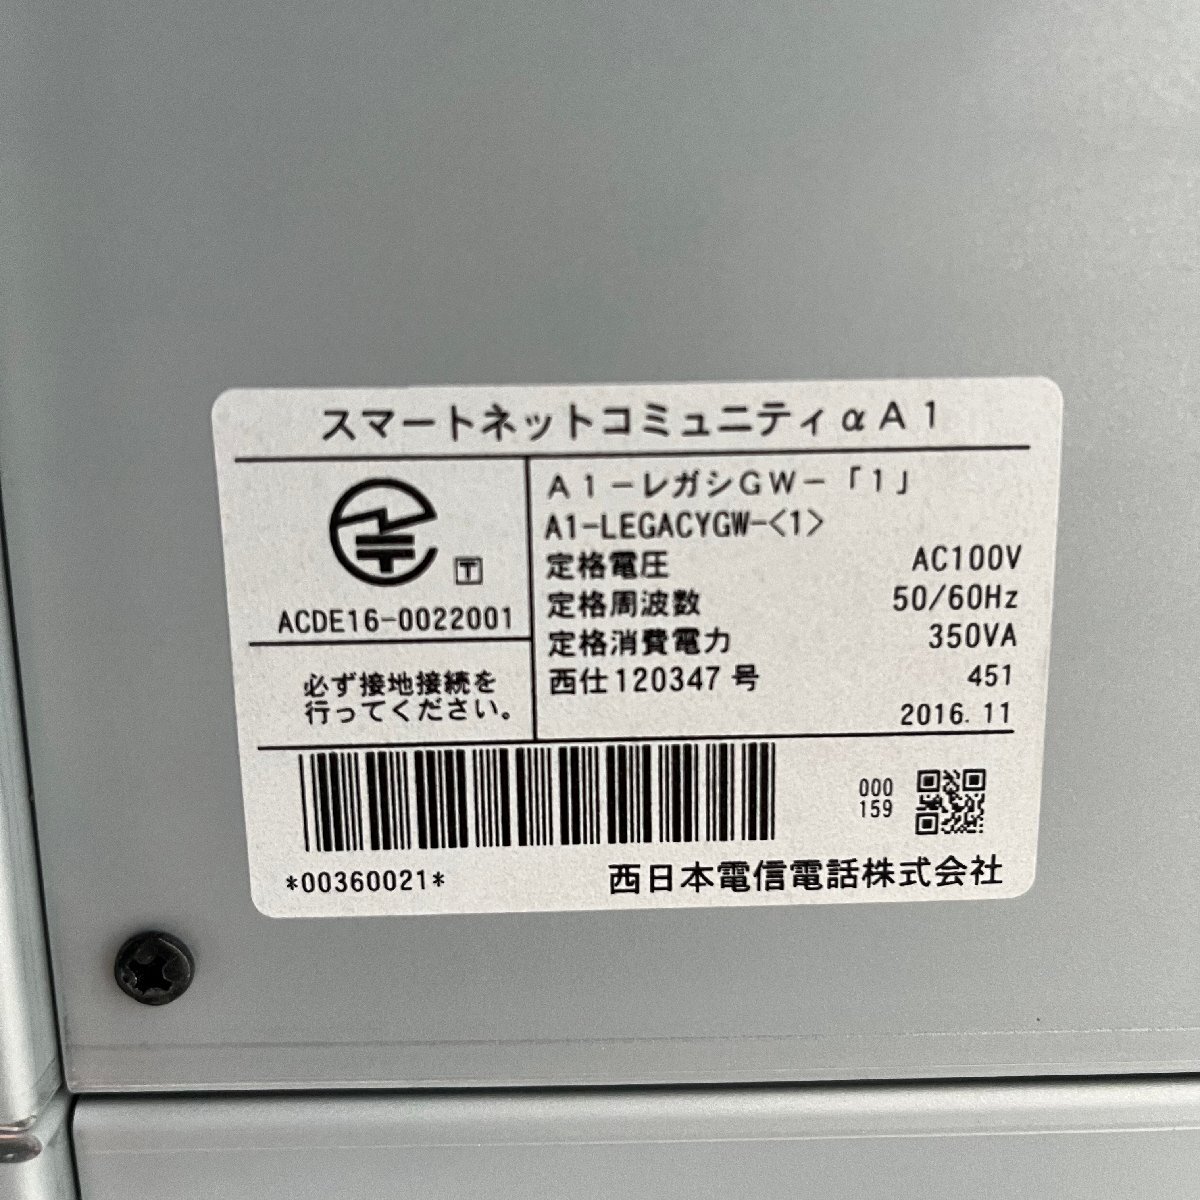 スマートネットコミュニティαA1
A1-レガシGW-「1」
A1-LEGACYGW-<1>
定格電圧 AC100V
定格周波数 50/60Hz
定格消費電力 350VA
西仕120347号 451
2016.11
〒
ACDE16-0022001
必ず接地接続を
行ってください。
*00360021*
000
159
西日本電信電話株式会社